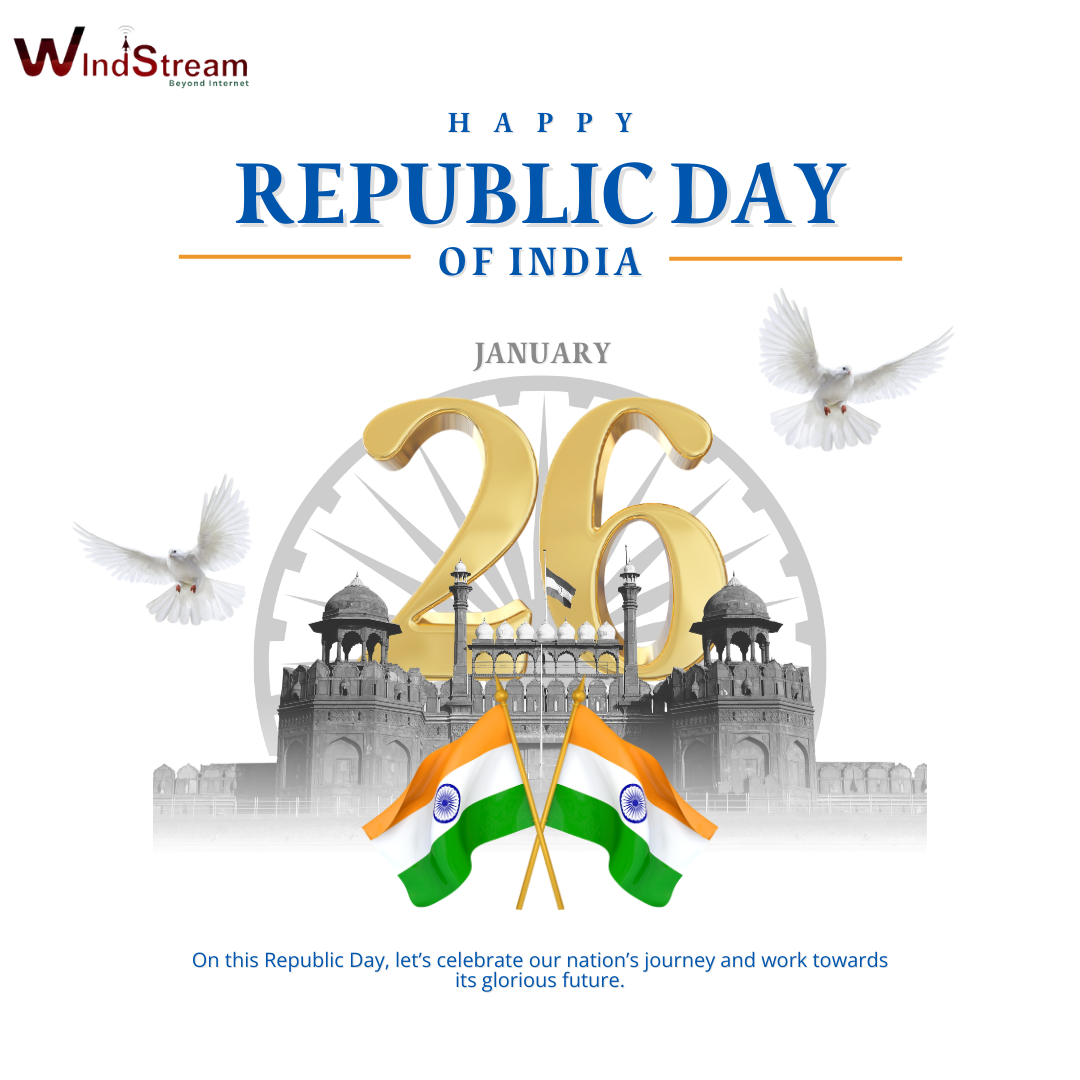 WIndStream
Beyond Internet
HAPPY
REPUBLIC DAY
OF INDIA
JANUARY
26
On this Republic Day, let’s celebrate our nation’s journey and work towards
its glorious future.